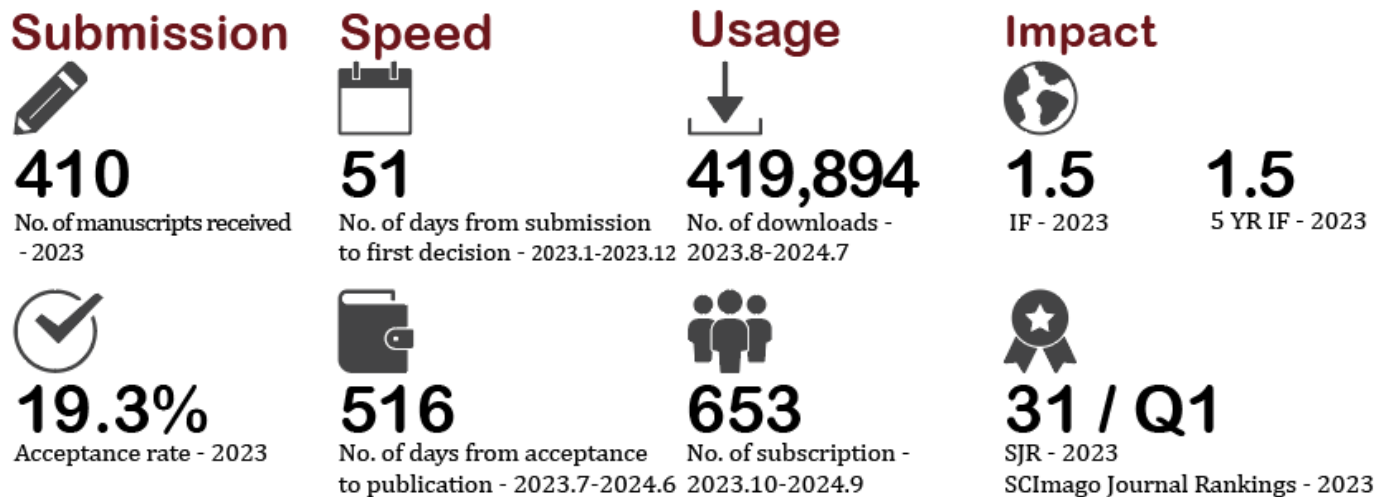 Submission
410
No. of manuscripts received
- 2023
19.3%
Acceptance rate - 2023
Speed
51
No. of days from submission
to first decision - 2023.1-2023.12
516
No. of days from acceptance
to publication - 2023.7-2024.6
Usage
419,894
No. of downloads -
2023.8-2024.7
653
No. of subscription -
2023.10-2024.9
Impact
1.5
IF - 2023
1.5
5 YR IF - 2023
31 / Q1
SJR - 2023
SCImago Journal Rankings - 2023